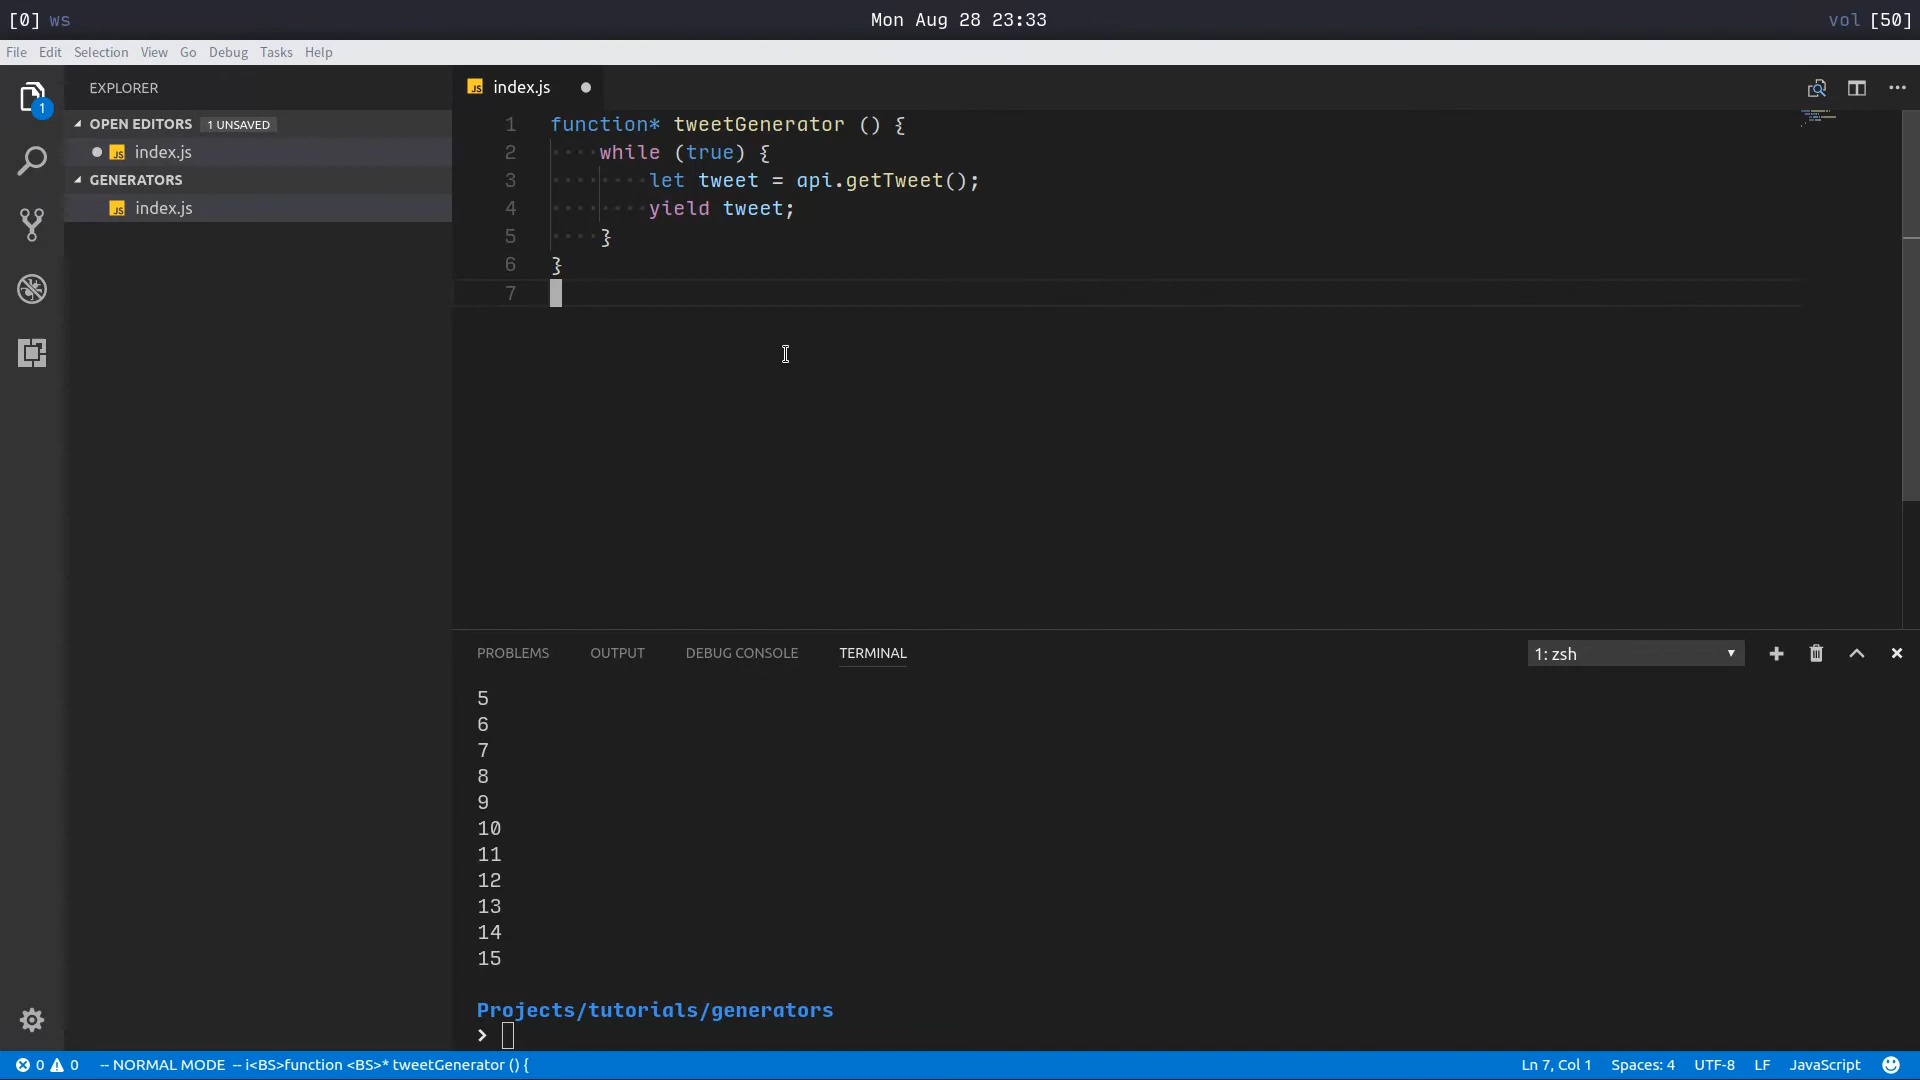 [0] ws
Mon Aug 28 23:33
vol [50]
File Edit Selection View Go Debug Tasks Help
EXPLORER
1
OPEN EDITORS 1 UNSAVED
JS index.js
GENERATORS
JS index.js
JS index.js
1 function* tweetGenerator () {
2 ····while (true) {
3 ········let tweet = api.getTweet();
4 ········yield tweet;
5 ····}
6 }
7
PROBLEMS OUTPUT DEBUG CONSOLE TERMINAL
1: zsh
5
6
7
8
9
10
11
12
13
14
15
Projects/tutorials/generators
›
0 0 -- NORMAL MODE -- i<BS>function <BS>* tweetGenerator () {
Ln 7, Col 1 Spaces: 4 UTF-8 LF JavaScript